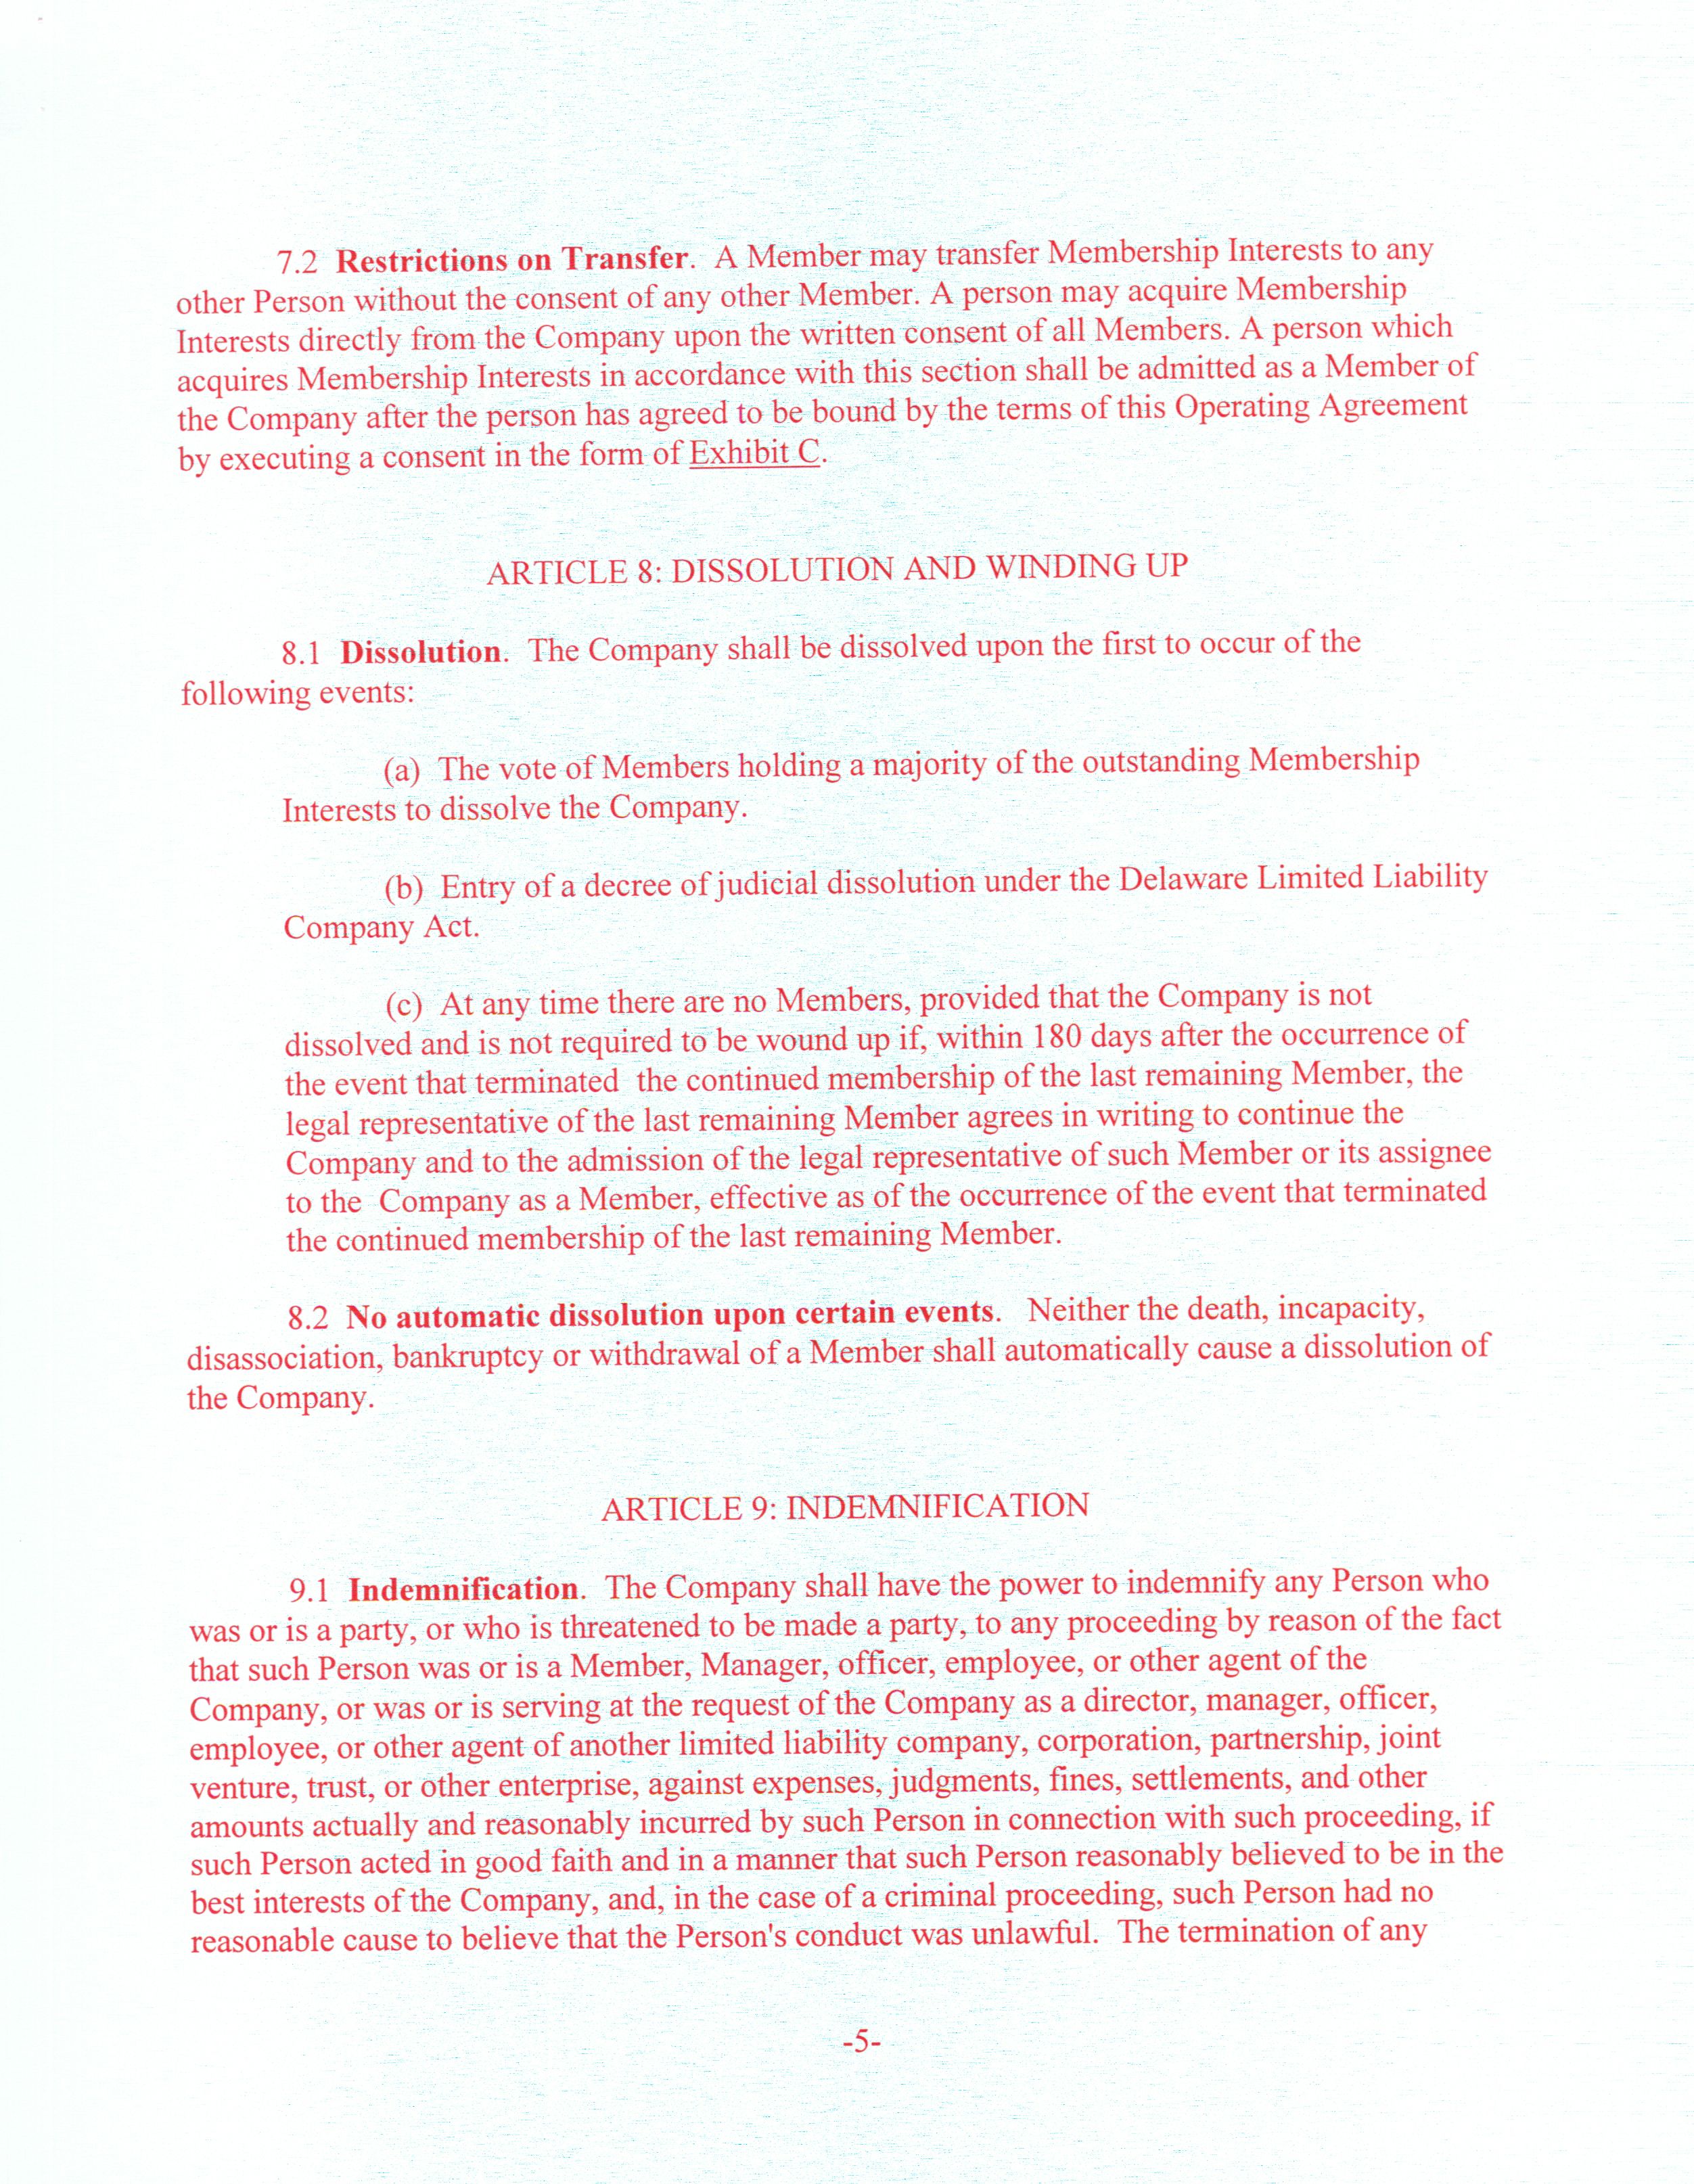 7.2 Restrictions on Transfer. A Member may transfer Membership Interests to any
other Person without the consent of any other Member. A person may acquire Membership
Interests directly from the Company upon the written consent of all Members. A person which
acquires Membership Interests in accordance with this section shall be admitted as a Member of
the Company after the person has agreed to be bound by the terms of this Operating Agreement
by executing a consent in the form of Exhibit C.
ARTICLE 8: DISSOLUTION AND WINDING UP
8.1 Dissolution. The Company shall be dissolved upon the first to occur of the
following events:
(a) The vote of Members holding a majority of the outstanding Membership
Interests to dissolve the Company.
(b) Entry of a decree of judicial dissolution under the Delaware Limited Liability
Company Act.
(c) At any time there are no Members, provided that the Company is not
dissolved and is not required to be wound up if, within 180 days after the occurrence of
the event that terminated the continued membership of the last remaining Member, the
legal representative of the last remaining Member agrees in writing to continue the
Company and to the admission of the legal representative of such Member or its assignee
to the Company as a Member, effective as of the occurrence of the event that terminated
the continued membership of the last remaining Member.
8.2 No automatic dissolution upon certain events. Neither the death, incapacity,
disassociation, bankruptcy or withdrawal of a Member shall automatically cause a dissolution of
the Company.
ARTICLE 9: INDEMNIFICATION
9.1 Indemnification. The Company shall have the power to indemnify any Person who
was or is a party, or who is threatened to be made a party, to any proceeding by reason of the fact
that such Person was or is a Member, Manager, officer, employee, or other agent of the
Company, or was or is serving at the request of the Company as a director, manager, officer,
employee, or other agent of another limited liability company, corporation, partnership, joint
venture, trust, or other enterprise, against expenses, judgments, fines, settlements, and other
amounts actually and reasonably incurred by such Person in connection with such proceeding, if
such Person acted in good faith and in a manner that such Person reasonably believed to be in the
best interests of the Company, and, in the case of a criminal proceeding, such Person had no
reasonable cause to believe that the Person's conduct was unlawful. The termination of any
-5-